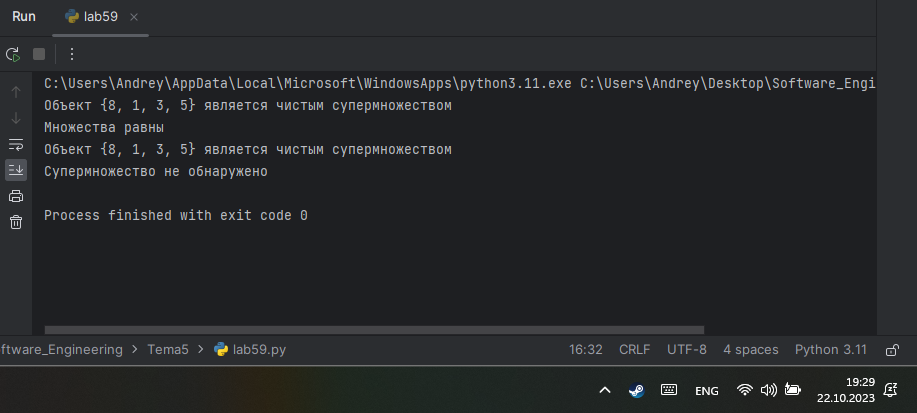 Run
lab59
C:\Users\Andrey\AppData\Local\Microsoft\WindowsApps\python3.11.exe C:\Users\Andrey\Desktop\Software_Engi
Объект {8, 1, 3, 5} является чистым супермножеством
Множества равны
Объект {8, 1, 3, 5} является чистым супермножеством
Супермножество не обнаружено
Process finished with exit code 0
ftware_Engineering > Tema5 > lab59.py
16:32 CRLF UTF-8 4 spaces Python 3.11
ENG
19:29
22.10.2023